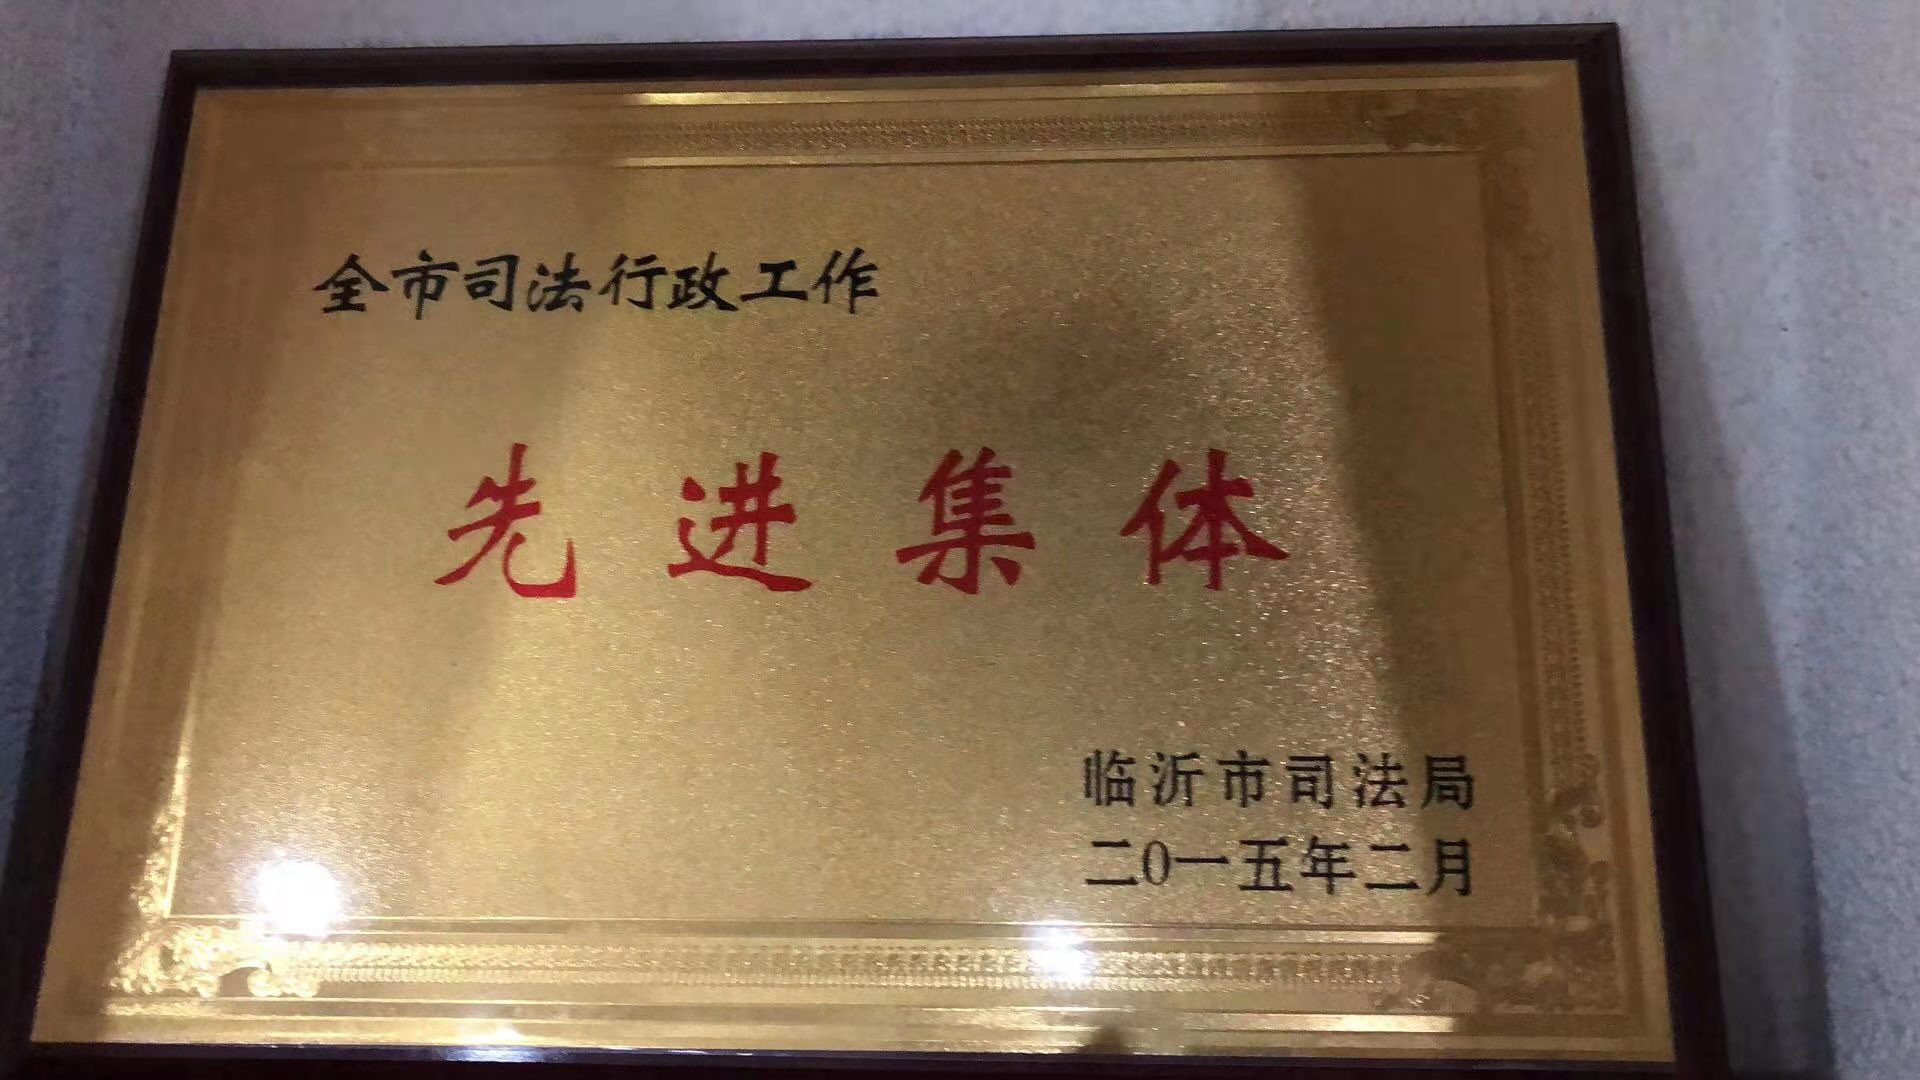 全市司法行政工作
先进集体
临沂市司法局
二0一五年二月